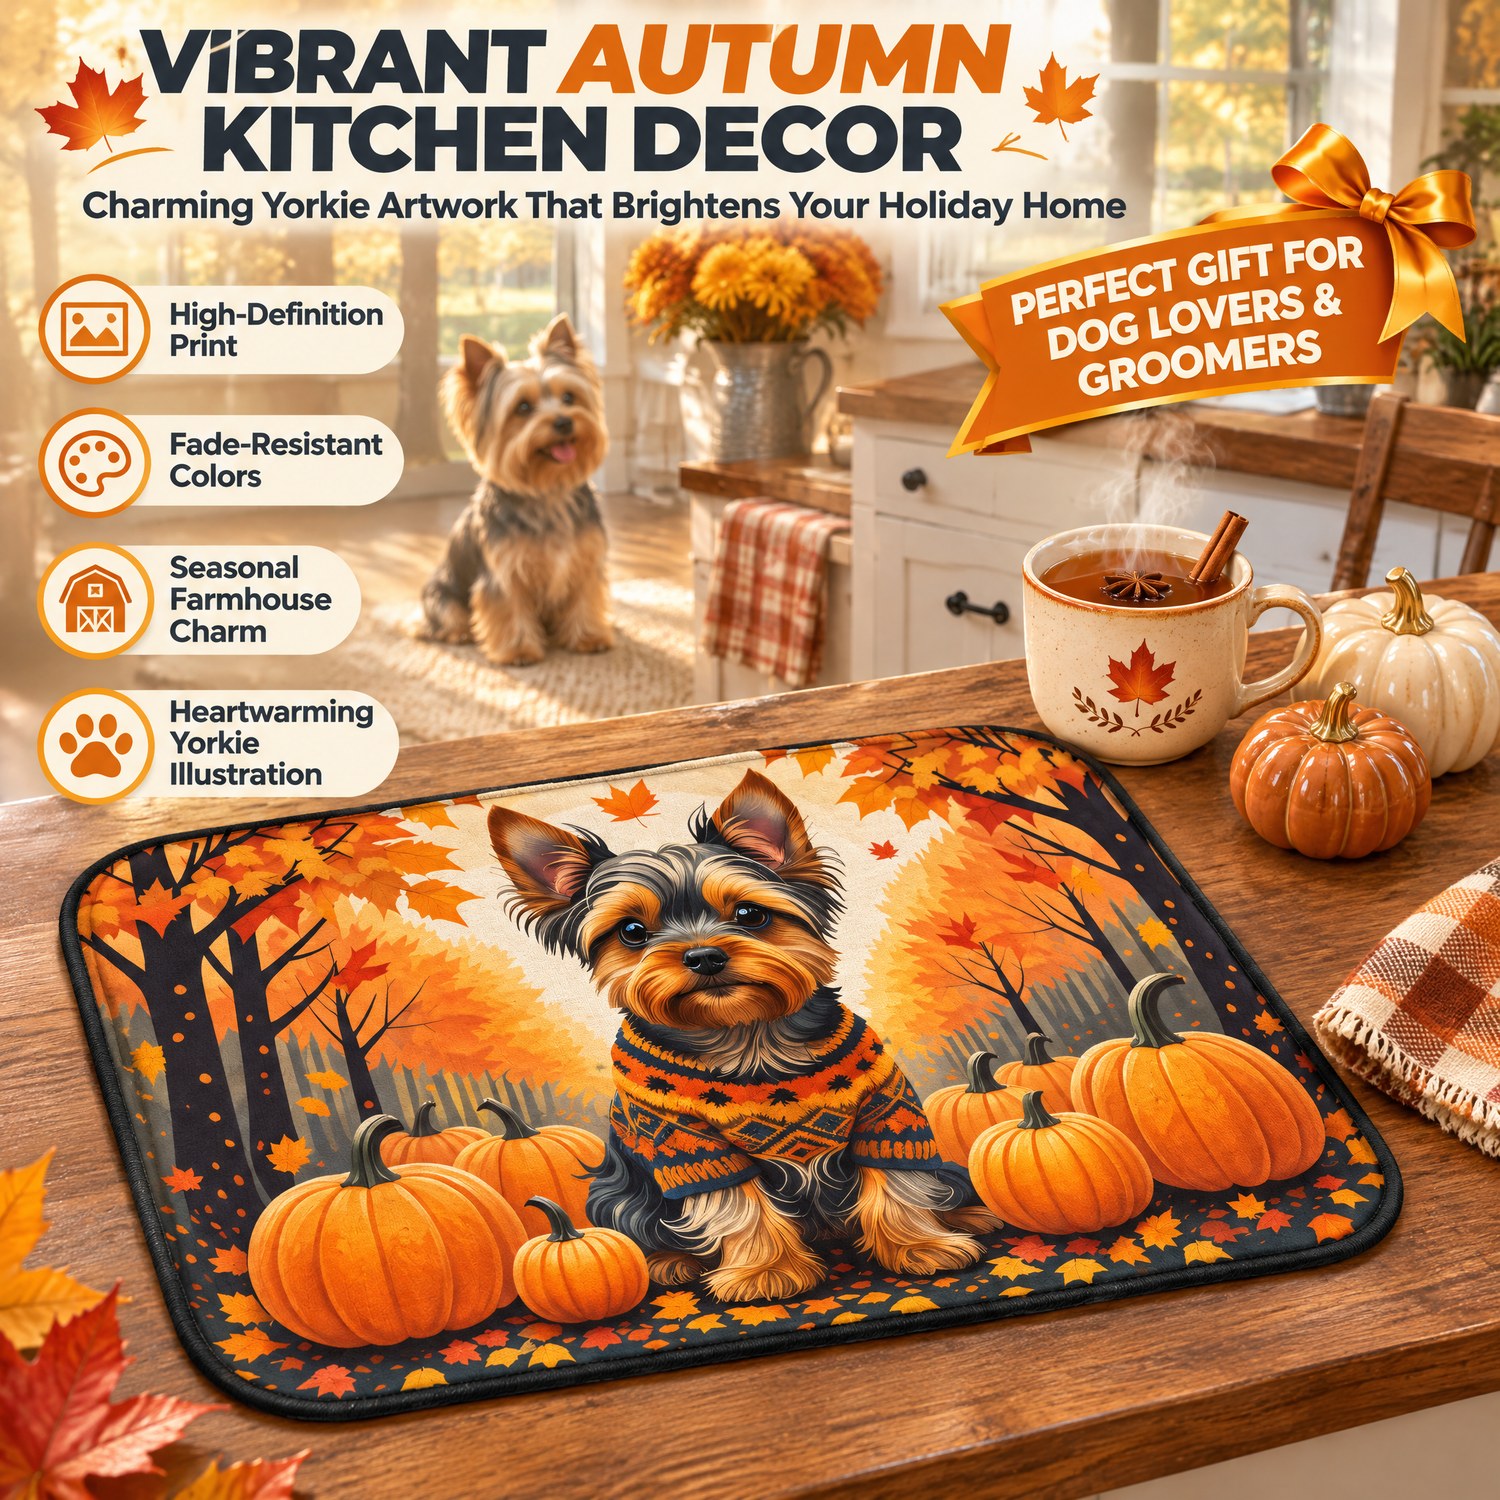 VIBRANT AUTUMN
KITCHEN DECOR
Charming Yorkie Artwork That Brightens Your Holiday Home
PERFECT GIFT FOR
DOG LOVERS &
GROOMERS
High-Definition
Print
Fade-Resistant
Colors
Seasonal
Farmhouse
Charm
Heartwarming
Yorkie
Illustration